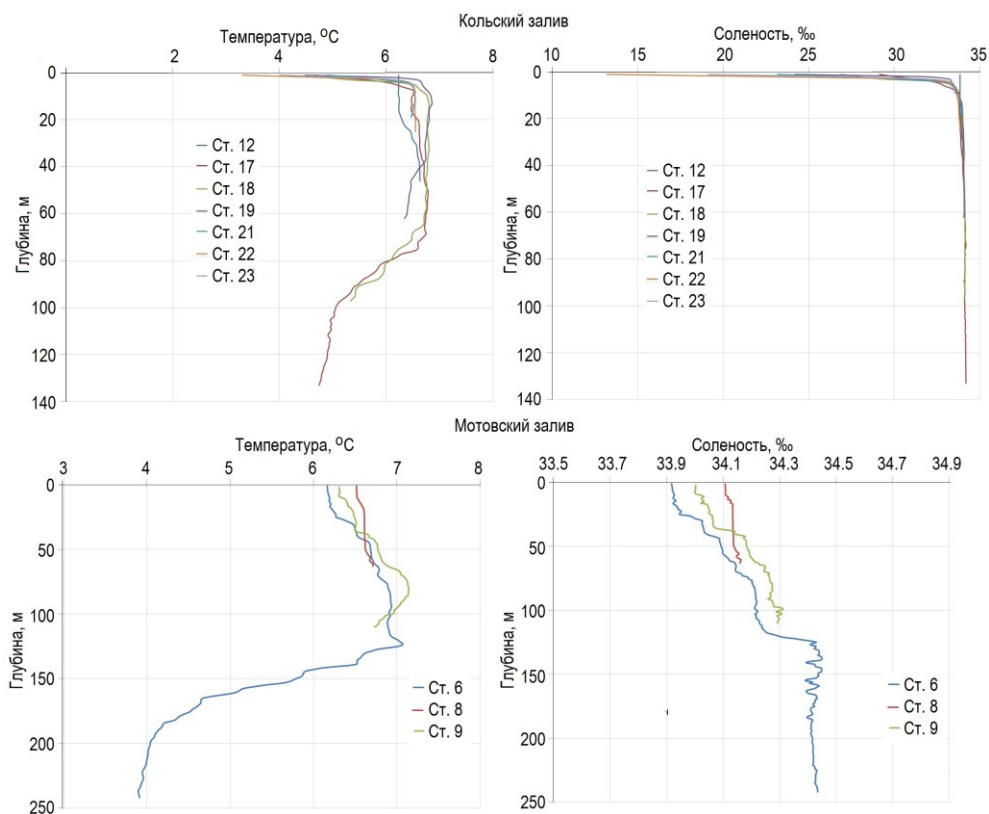 Кольский залив
Температура, ºС
Соленость, ‰
2 4 6 8
10 15 20 25 30 35
0
20
40
60
80
100
120
140
Глубина, м
Ст. 12
Ст. 17
Ст. 18
Ст. 19
Ст. 21
Ст. 22
Ст. 23
0
20
40
60
80
100
120
140
Глубина, м
Ст. 12
Ст. 17
Ст. 18
Ст. 19
Ст. 21
Ст. 22
Ст. 23
Мотовский залив
Температура, ºС
Соленость, ‰
3 4 5 6 7 8
33.5 33.7 33.9 34.1 34.3 34.5 34.7 34.9
0
50
100
150
200
250
Глубина, м
Ст. 6
Ст. 8
Ст. 9
0
50
100
150
200
250
Глубина, м
Ст. 6
Ст. 8
Ст. 9